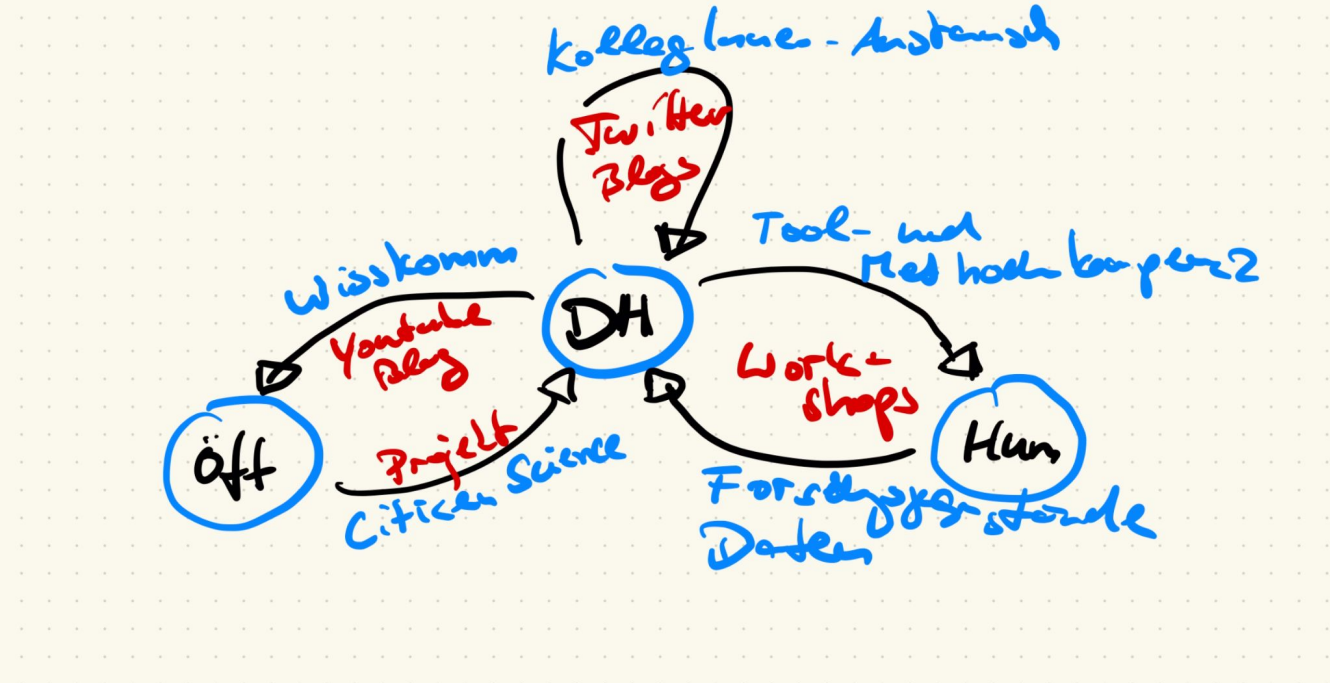 KollegInnen-Austausch
Twitter
Blogs
Tool- und
Methodenkompetenz
Wisskomm
Youtube
Blog
DH
Work-
shops
Öff
Projekt
Citizen Science
Hum
Forschungsgegenstände
Daten